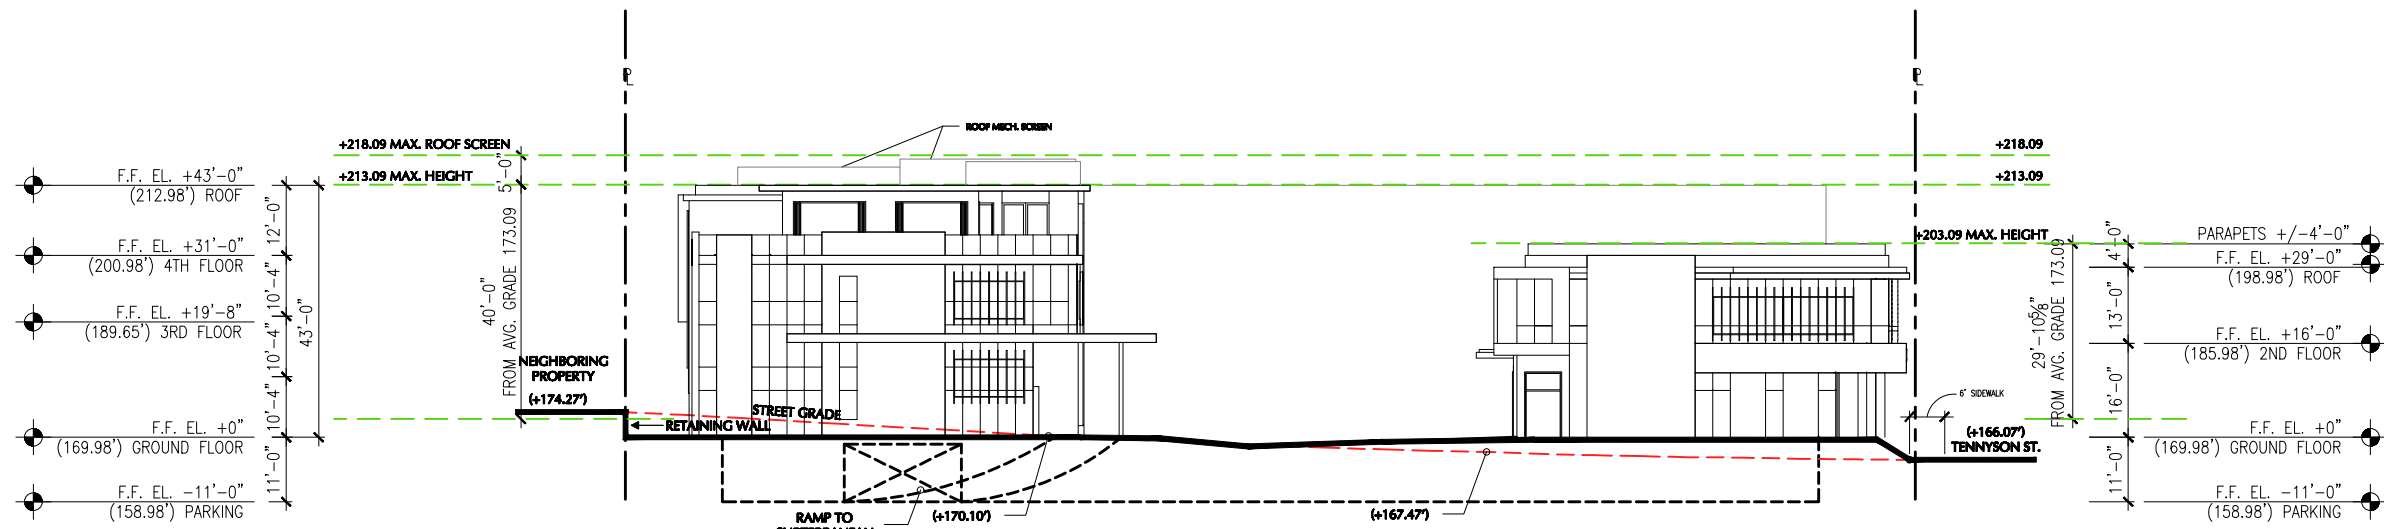 ROOF MECH. SCREEN
+218.09 MAX. ROOF SCREEN
+213.09 MAX. HEIGHT
5'-0"
40'-0"
FROM AVG. GRADE 173.09
F.F. EL. +43'-0"
(212.98') ROOF
F.F. EL. +31'-0"
(200.98') 4TH FLOOR
F.F. EL. +19'-8"
(189.65') 3RD FLOOR
F.F. EL. +0"
(169.98') GROUND FLOOR
F.F. EL. -11'-0"
(158.98') PARKING
12'-0"
10'-4"
10'-4"
10'-4"
11'-0"
43'-0"
NEIGHBORING
PROPERTY
(+174.27')
STREET GRADE
RETAINING WALL
RAMP TO
(+170.10')
(+167.47')
PL
PL
+218.09
+213.09
+203.09 MAX. HEIGHT
29'-10⅝"
FROM AVG. GRADE 173.09
6' SIDEWALK
(+166.07')
TENNYSON ST.
4'-0"
13'-0"
16'-0"
11'-0"
PARAPETS +/-4'-0"
F.F. EL. +29'-0"
(198.98') ROOF
F.F. EL. +16'-0"
(185.98') 2ND FLOOR
F.F. EL. +0"
(169.98') GROUND FLOOR
F.F. EL. -11'-0"
(158.98') PARKING